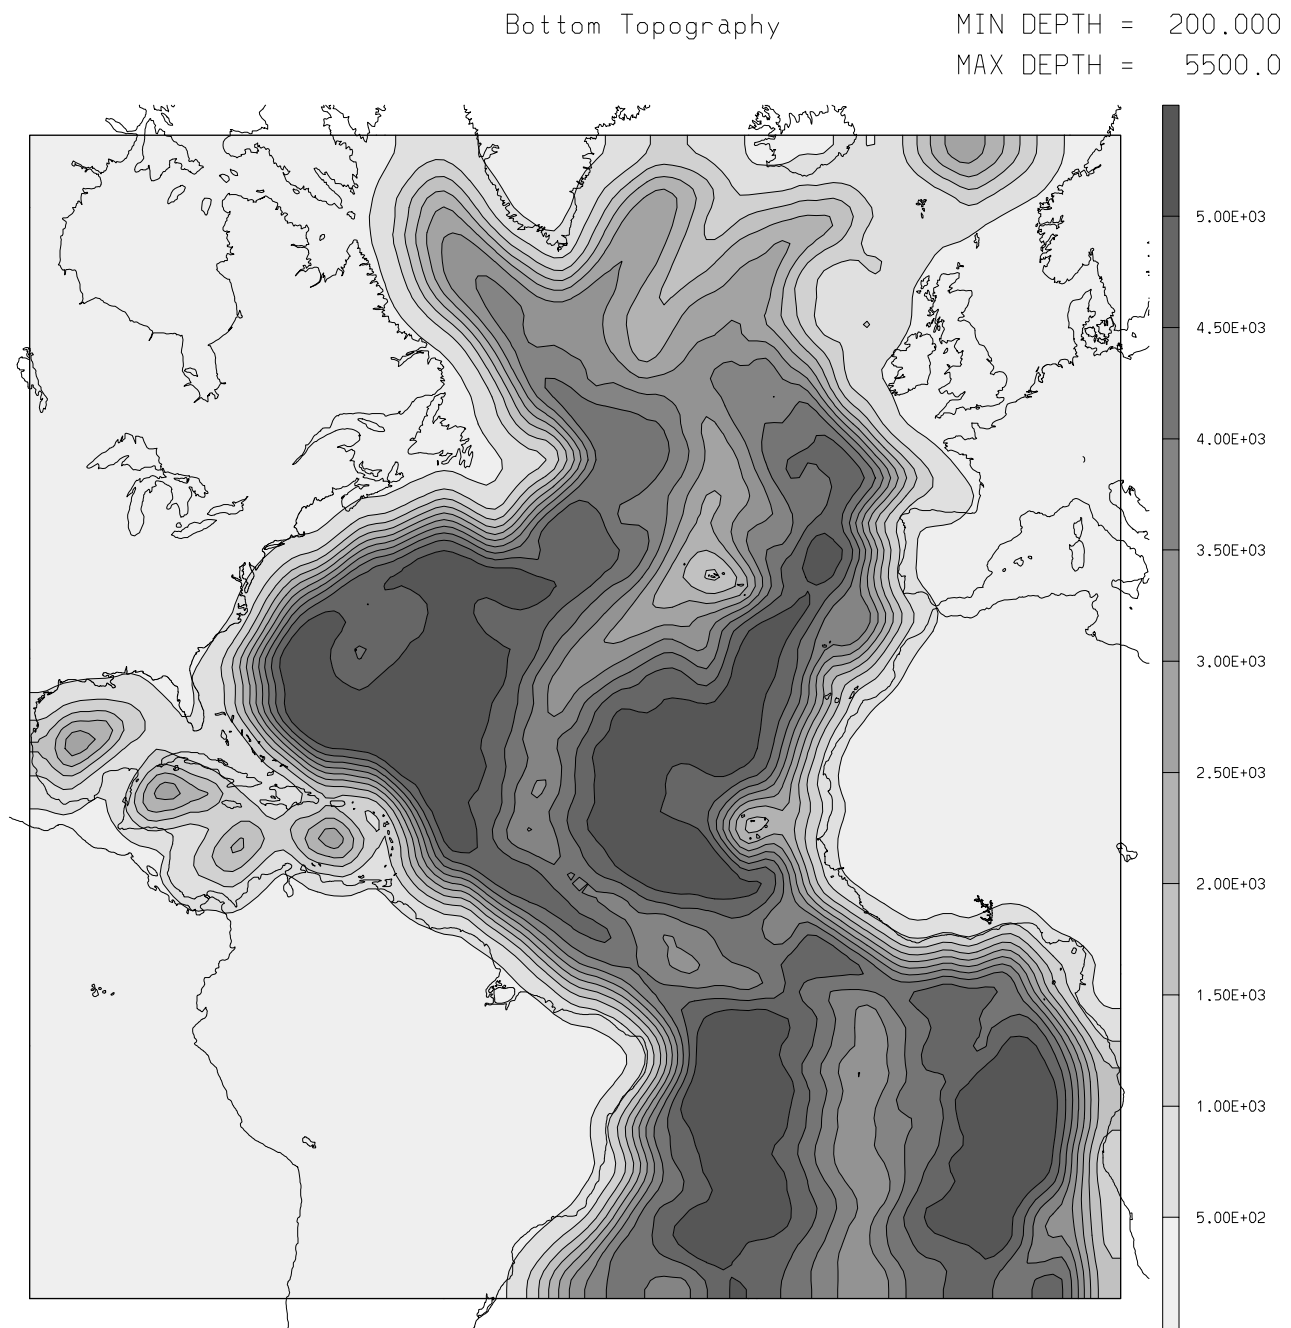 Bottom Topography
MIN DEPTH = 200.000
MAX DEPTH = 5500.0
5.00E+03
4.50E+03
4.00E+03
3.50E+03
3.00E+03
2.50E+03
2.00E+03
1.50E+03
1.00E+03
5.00E+02